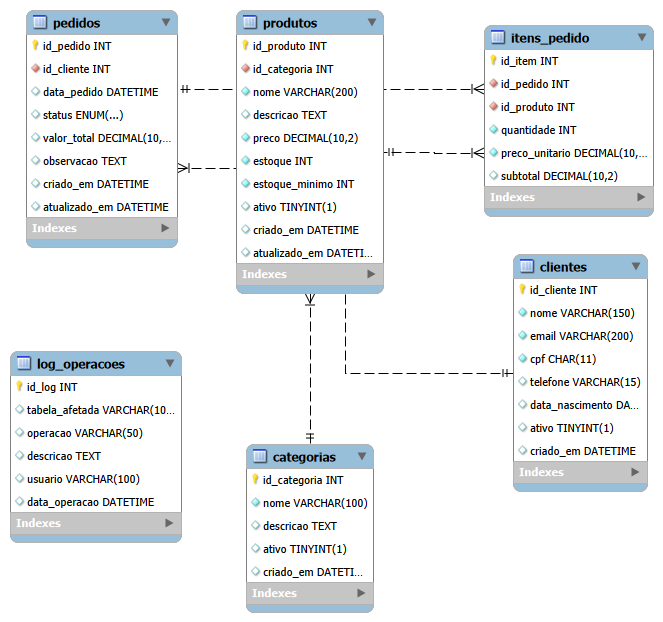 pedidos
id_pedido INT
id_cliente INT
data_pedido DATETIME
status ENUM(...)
valor_total DECIMAL(10,...
observacao TEXT
criado_em DATETIME
atualizado_em DATETIME
Indexes
produtos
id_produto INT
id_categoria INT
nome VARCHAR(200)
descricao TEXT
preco DECIMAL(10,2)
estoque INT
estoque_minimo INT
ativo TINYINT(1)
criado_em DATETIME
atualizado_em DATETI...
Indexes
itens_pedido
id_item INT
id_pedido INT
id_produto INT
quantidade INT
preco_unitario DECIMAL(10,...
subtotal DECIMAL(10,2)
Indexes
clientes
id_cliente INT
nome VARCHAR(150)
email VARCHAR(200)
cpf CHAR(11)
telefone VARCHAR(15)
data_nascimento DA...
ativo TINYINT(1)
criado_em DATETIME
Indexes
log_operacoes
id_log INT
tabela_afetada VARCHAR(10...
operacao VARCHAR(50)
descricao TEXT
usuario VARCHAR(100)
data_operacao DATETIME
Indexes
categorias
id_categoria INT
nome VARCHAR(100)
descricao TEXT
ativo TINYINT(1)
criado_em DATETI...
Indexes